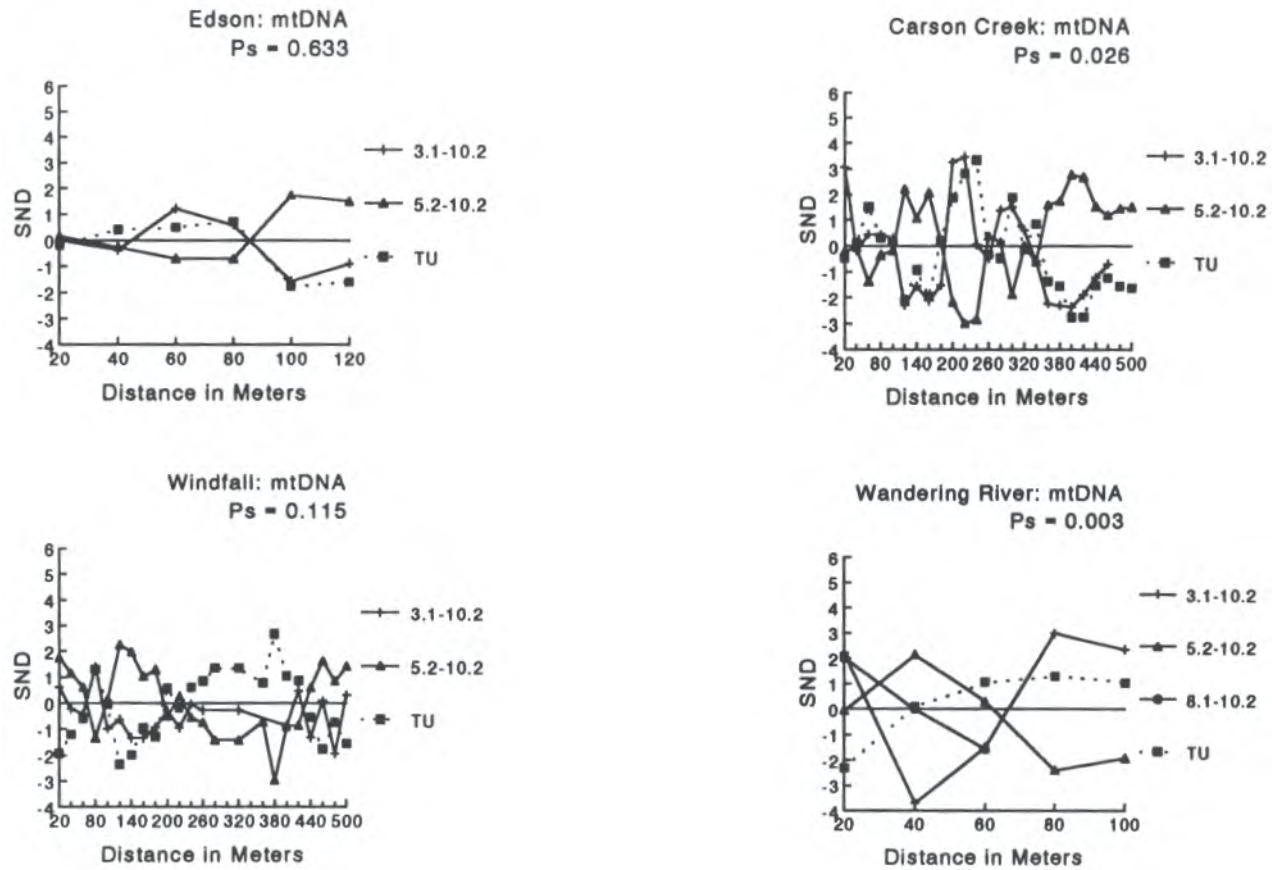 Edson: mtDNA
Ps = 0.633
6
5
4
3
2
1
0
-1
-2
-3
-4
SND
20 40 60 80 100 120
Distance in Meters
3.1-10.2
5.2-10.2
TU
Carson Creek: mtDNA
Ps = 0.026
6
5
4
3
2
1
0
-1
-2
-3
-4
SND
20 80 140 200 260 320 380 440 500
Distance in Meters
3.1-10.2
5.2-10.2
TU
Windfall: mtDNA
Ps = 0.115
6
5
4
3
2
1
0
-1
-2
-3
-4
SND
20 80 140 200 260 320 380 440 500
Distance in Meters
3.1-10.2
5.2-10.2
TU
Wandering River: mtDNA
Ps = 0.003
6
5
4
3
2
1
0
-1
-2
-3
-4
SND
20 40 60 80 100
Distance in Meters
3.1-10.2
5.2-10.2
8.1-10.2
TU